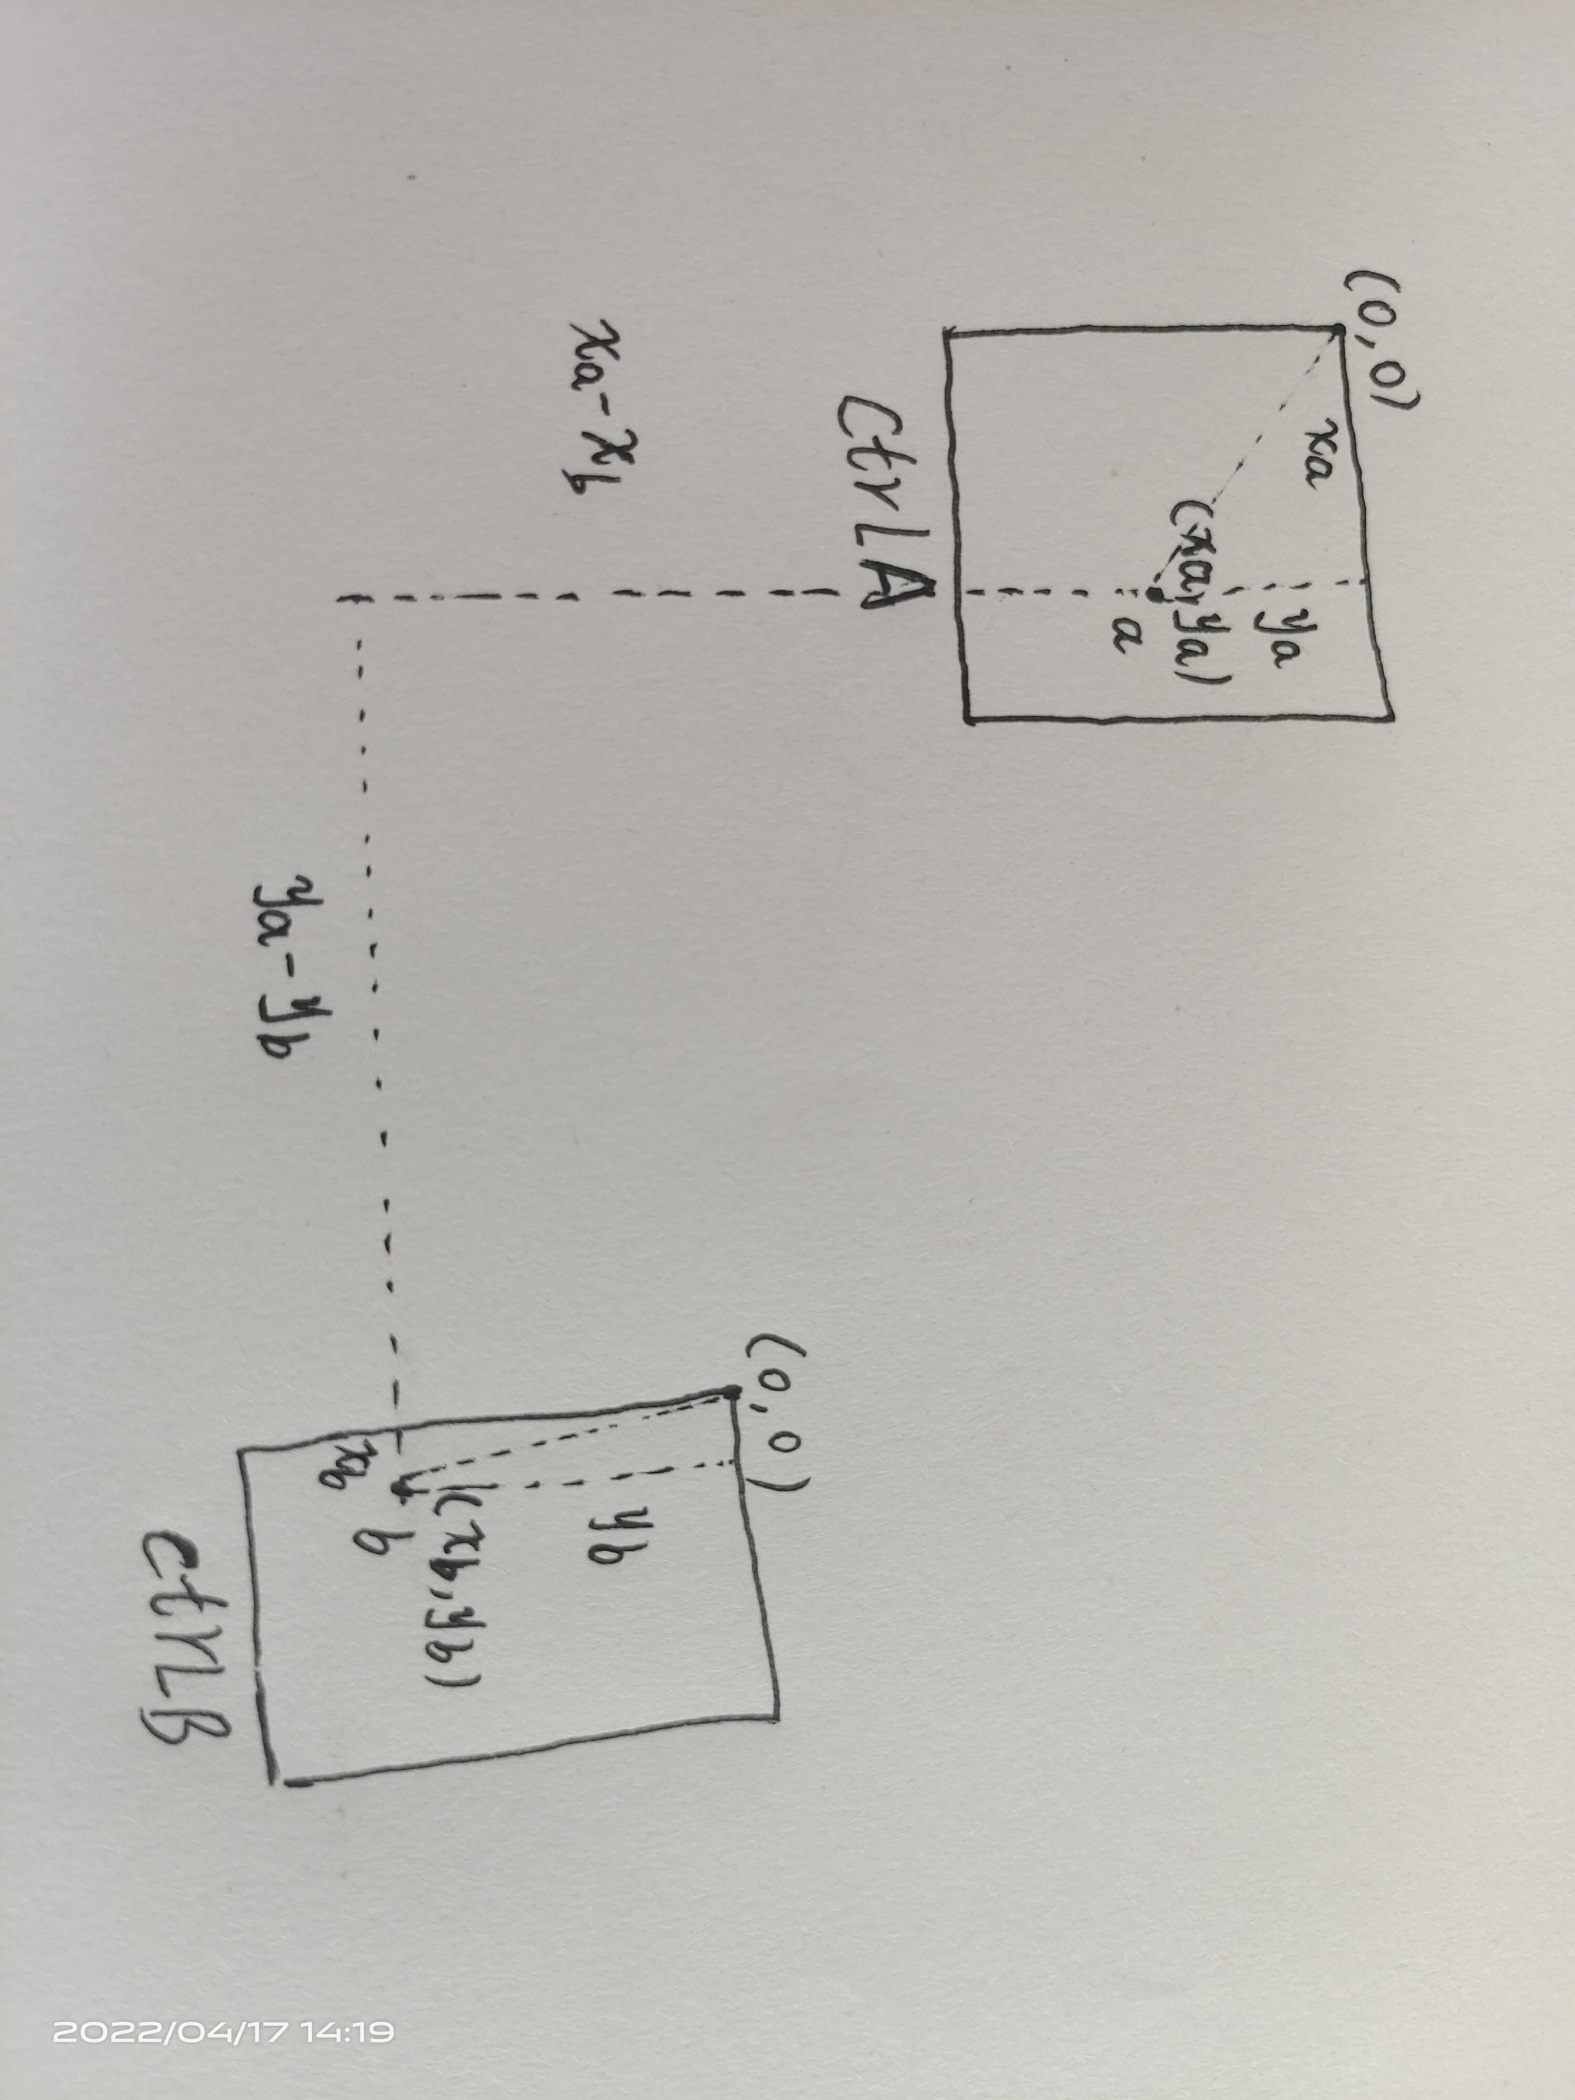 (0,0)
xa
ya
(xa,ya)
a
CtrLA
xa-xb
ya-yb
(0,0)
yb
(xb,yb)
b
xb
CtrLB
2022/04/17 14:19